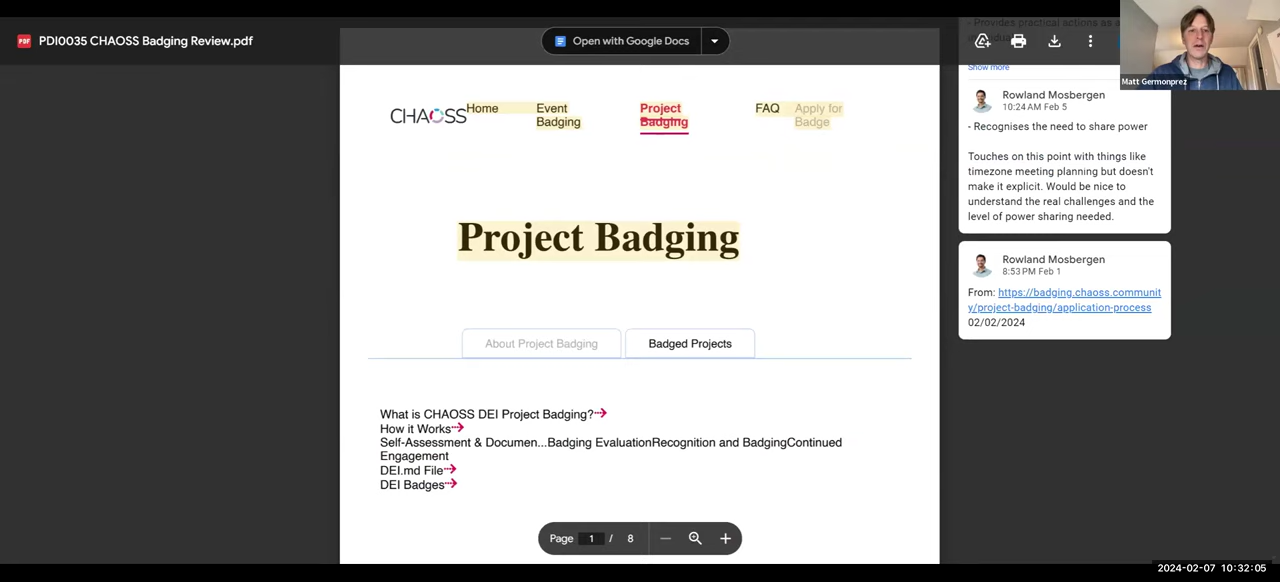 PDF PDI0035 CHAOSS Badging Review.pdf
Open with Google Docs
CHAOSS
Home
Event Badging
Project Badging
FAQ
Apply for Badge
Project Badging
About Project Badging
Badged Projects
What is CHAOSS DEI Project Badging?
How it Works
Self-Assessment & Documen...Badging EvaluationRecognition and BadgingContinued
Engagement
DEI.md File
DEI Badges
Page 1 / 8
- Provides practical actions as a
Show more
Rowland Mosbergen
10:24 AM Feb 5
- Recognises the need to share power
Touches on this point with things like
timezone meeting planning but doesn't
make it explicit. Would be nice to
understand the real challenges and the
level of power sharing needed.
Rowland Mosbergen
8:53 PM Feb 1
From: https://badging.chaoss.communit
y/project-badging/application-process
02/02/2024
Matt Germonprez
2024-02-07 10:32:05